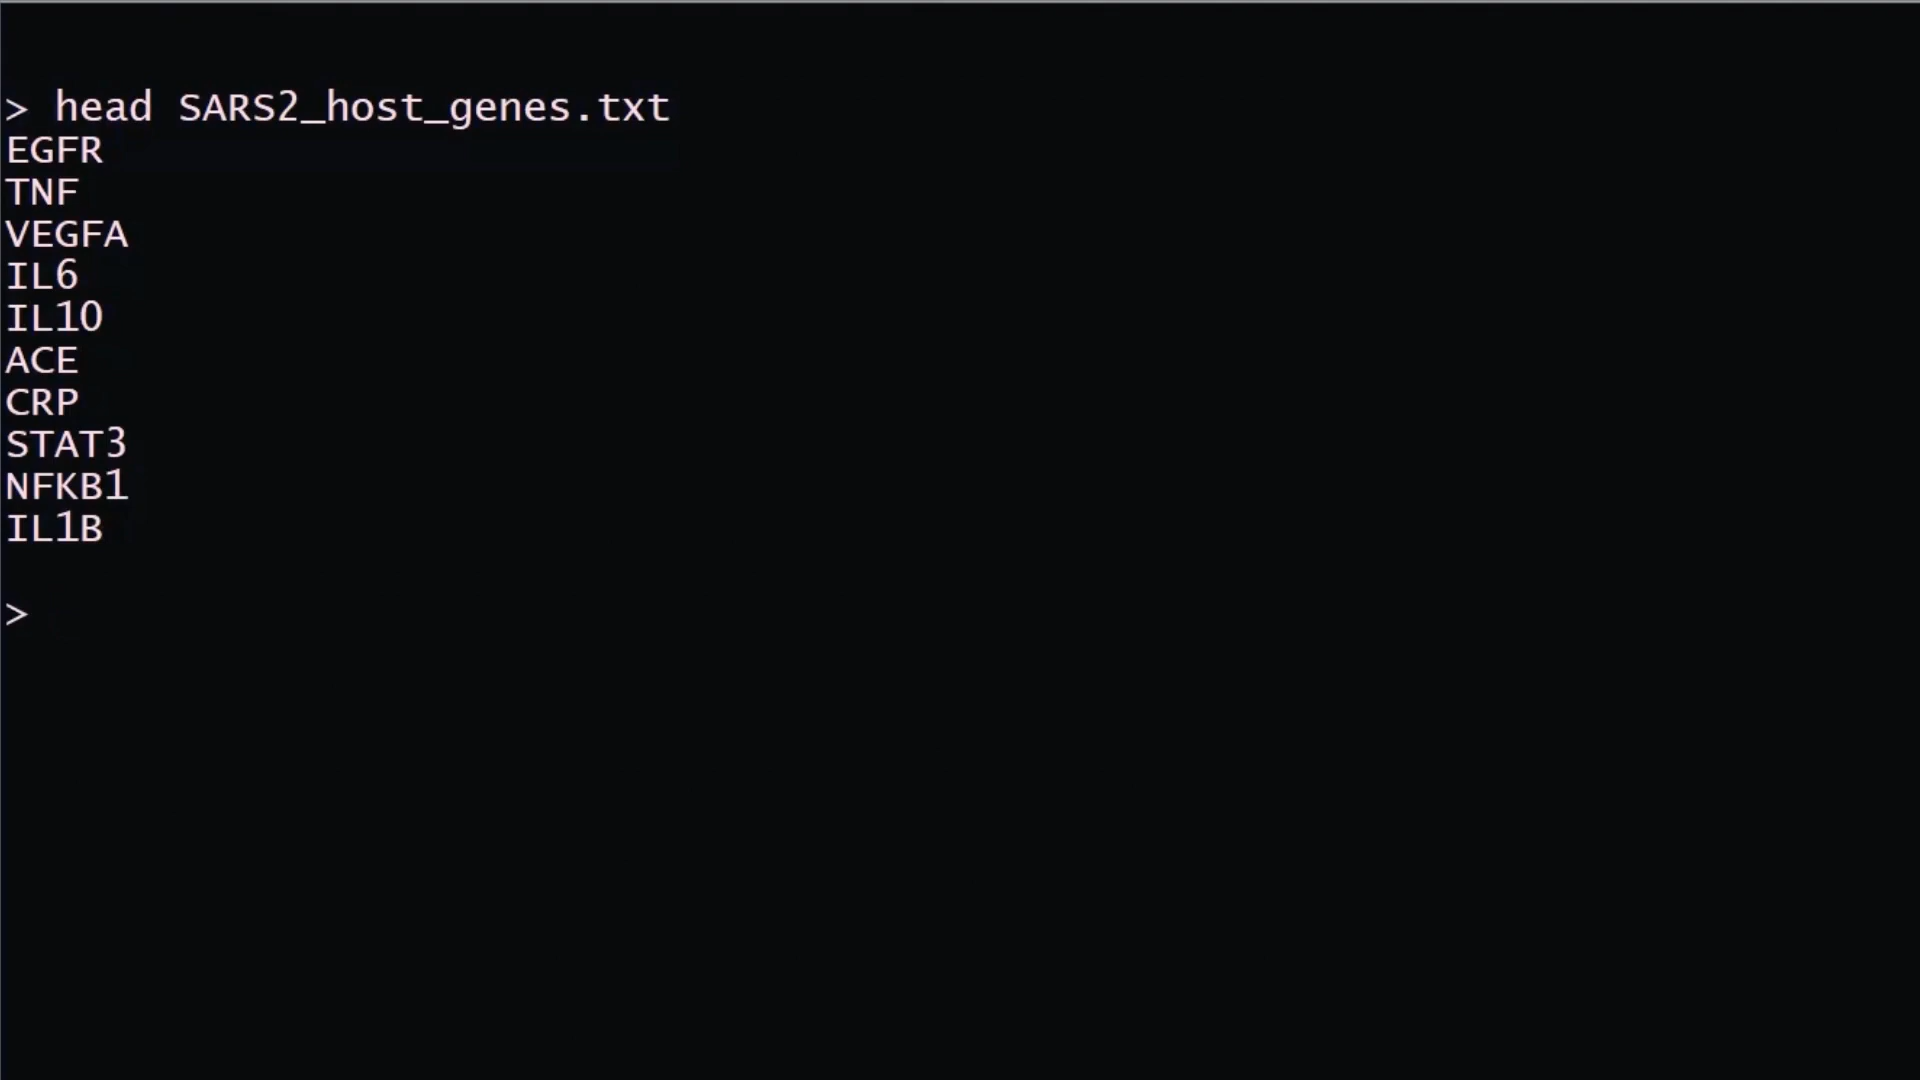 > head SARS2_host_genes.txt
EGFR
TNF
VEGFA
IL6
IL10
ACE
CRP
STAT3
NFKB1
IL1B
>